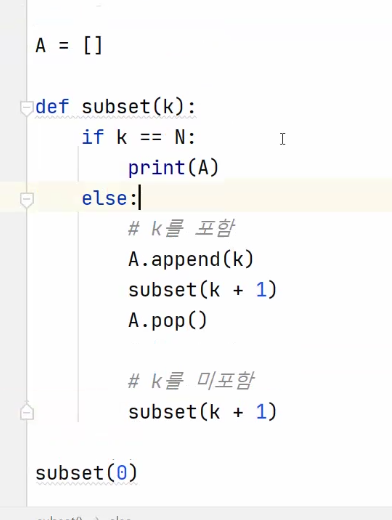 A = []
def subset(k):
if k == N:
print(A)
else:
# k를 포함
A.append(k)
subset(k + 1)
A.pop()
# k를 미포함
subset(k + 1)
subset(0)